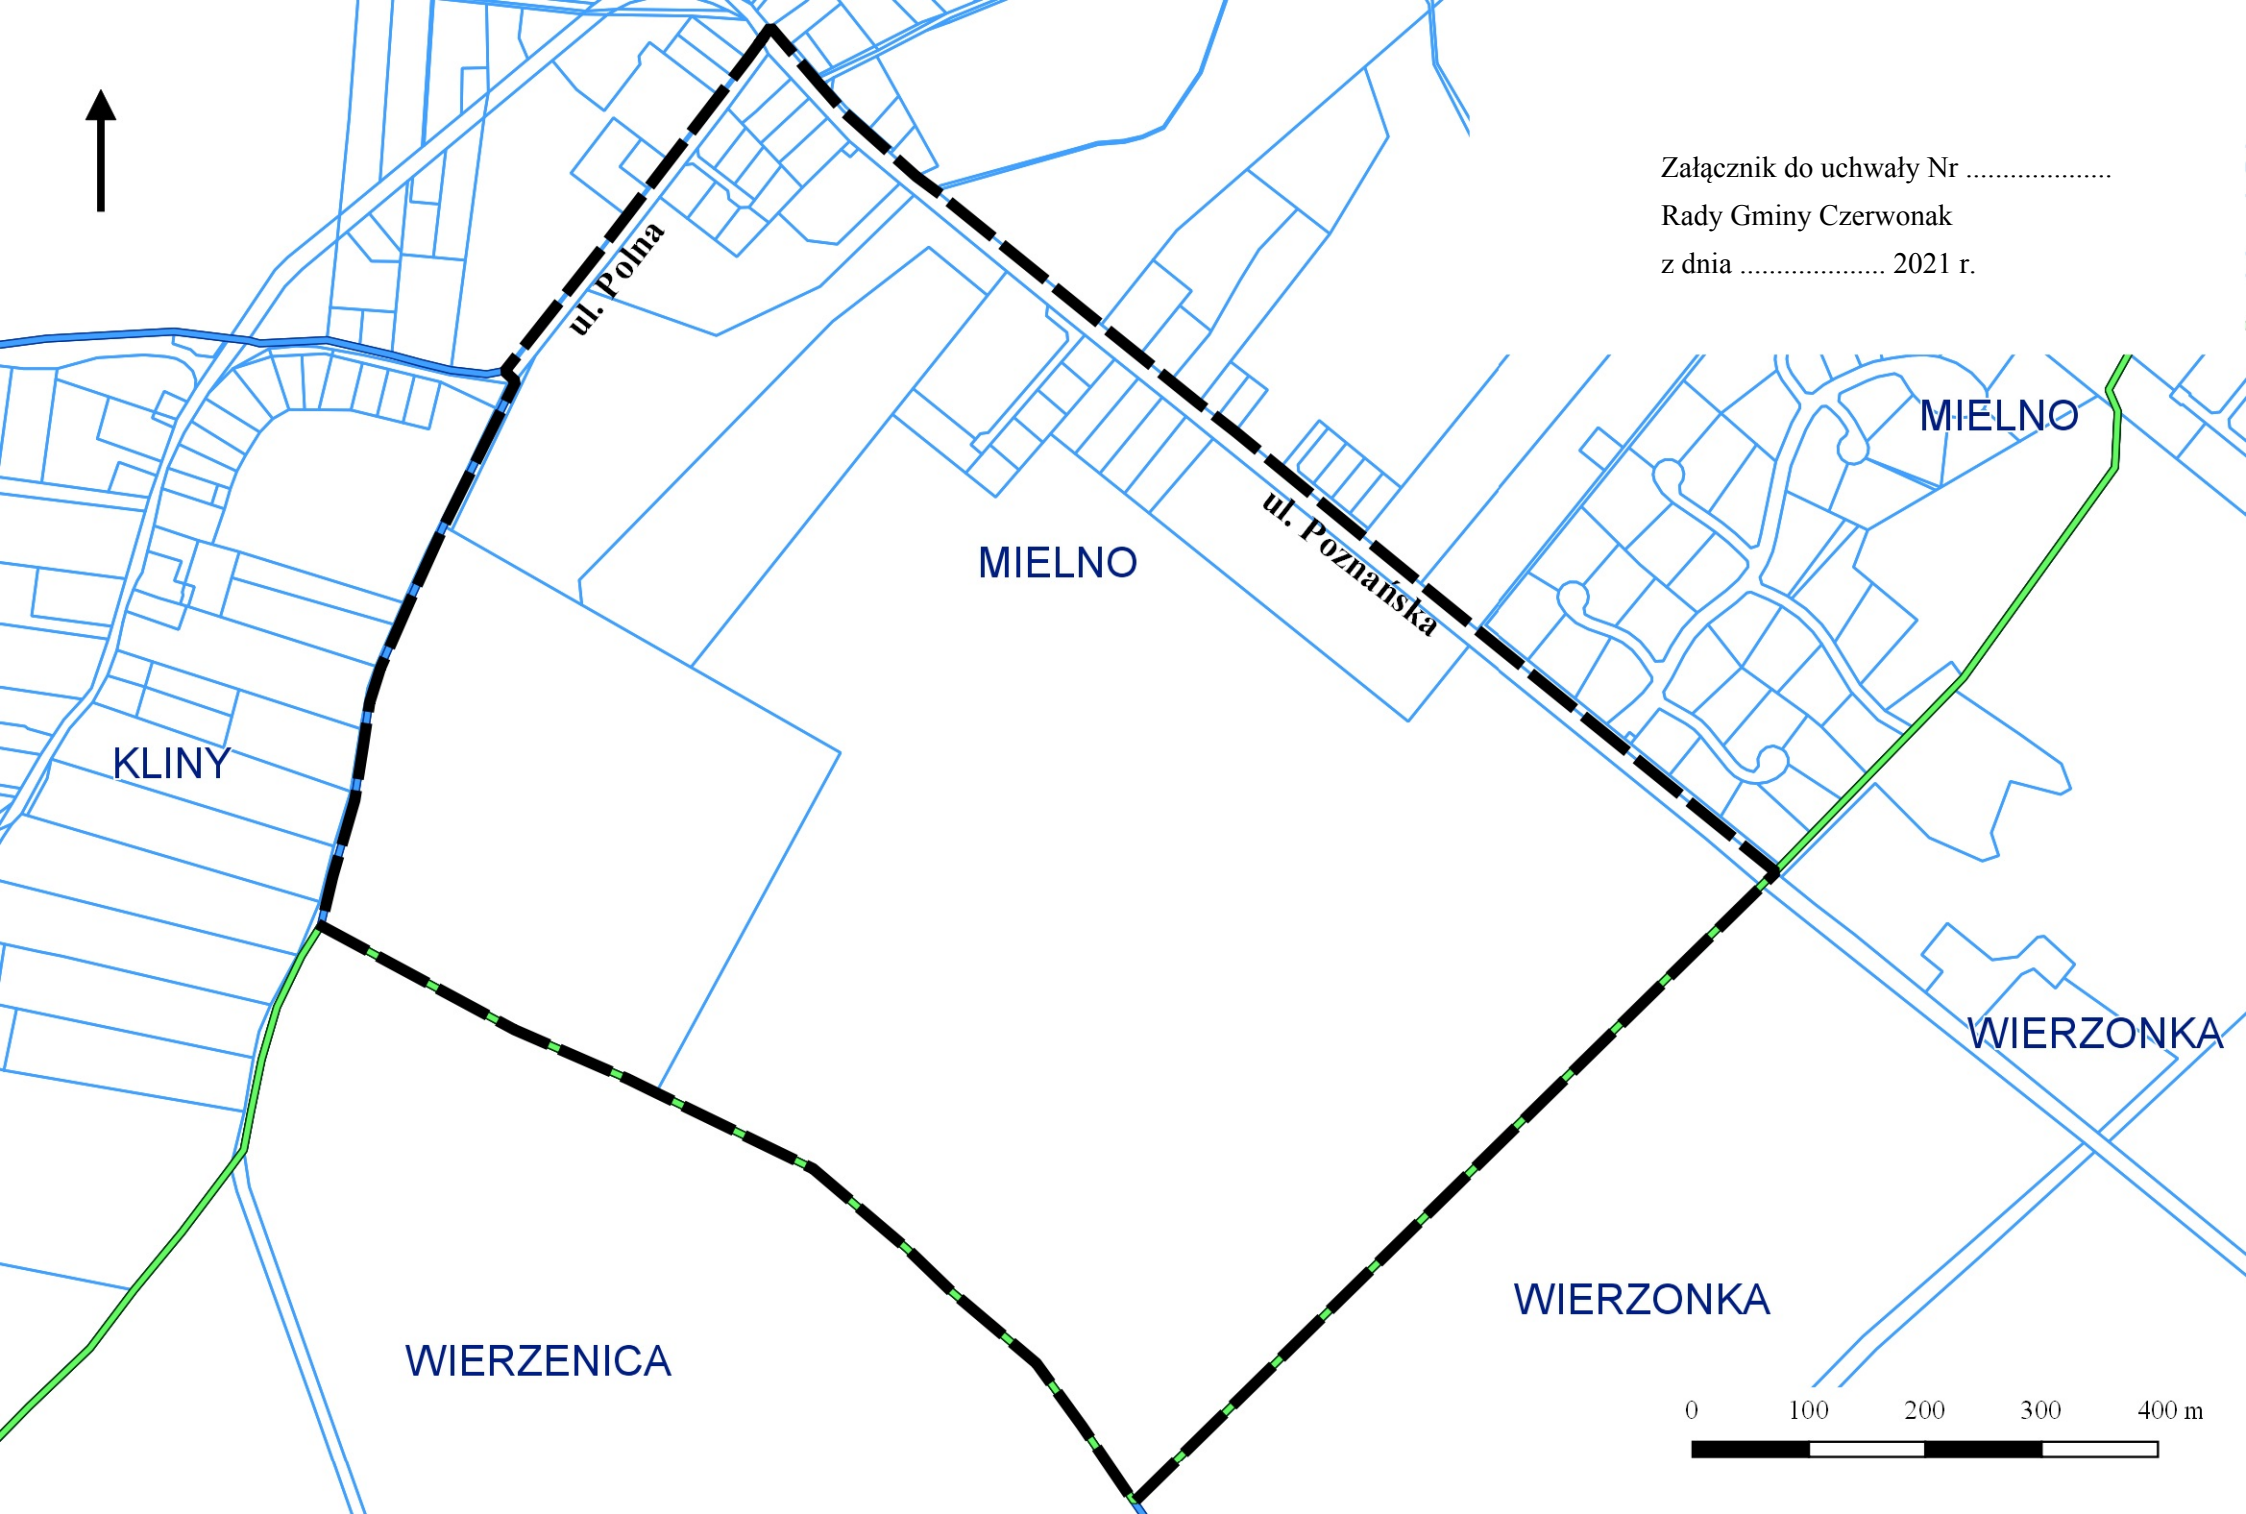 Załącznik do uchwały Nr ....................
Rady Gminy Czerwonak
z dnia .................... 2021 r.
ul. Polna
MIELNO
MIELNO
ul. Poznańska
KLINY
WIERZONKA
WIERZONKA
WIERZENICA
0 100 200 300 400 m